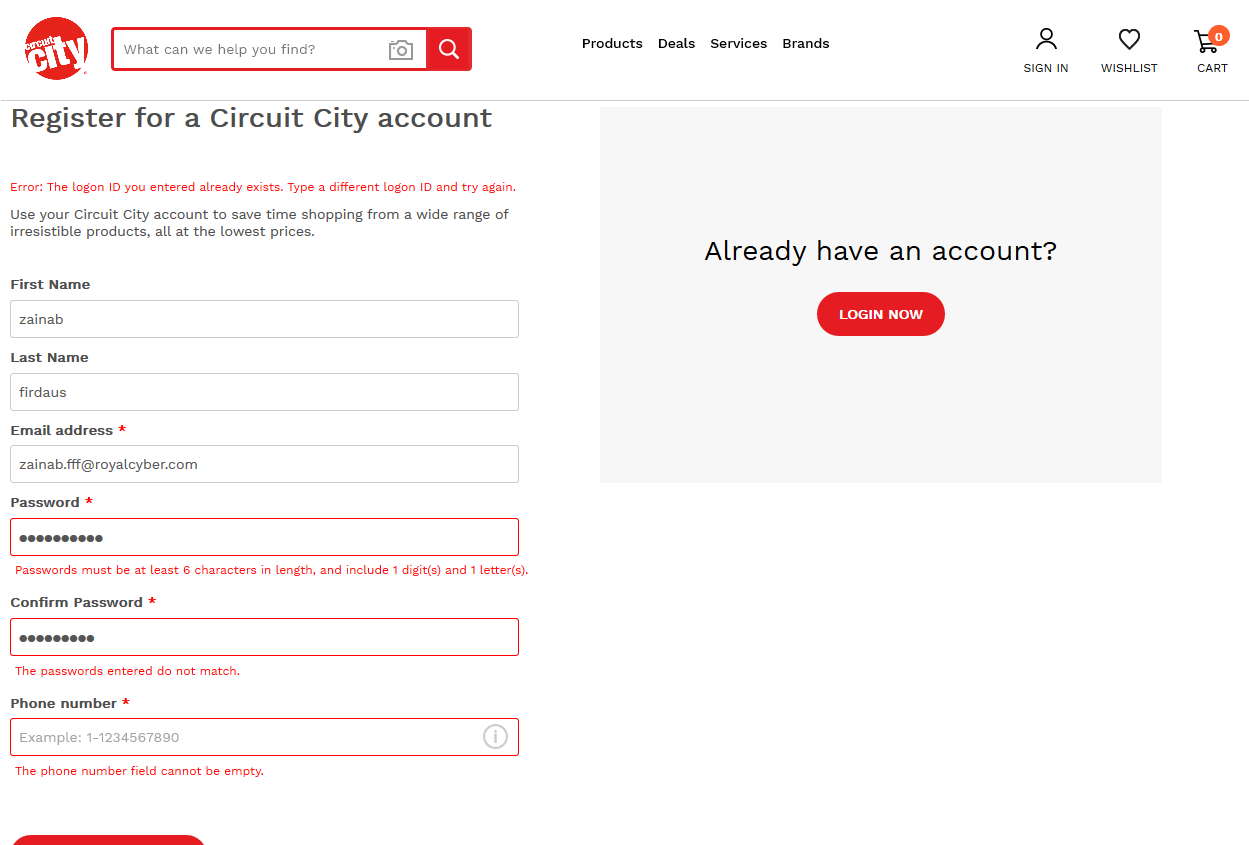 circuit
city
What can we help you find?
Products Deals Services Brands
0
SIGN IN WISHLIST CART
Register for a Circuit City account
Error: The logon ID you entered already exists. Type a different logon ID and try again.
Use your Circuit City account to save time shopping from a wide range of
irresistible products, all at the lowest prices.
First Name
zainab
Last Name
firdaus
Email address *
zainab.fff@royalcyber.com
Password *
●●●●●●●●●●
Passwords must be at least 6 characters in length, and include 1 digit(s) and 1 letter(s).
Confirm Password *
●●●●●●●●●
The passwords entered do not match.
Phone number *
Example: 1-1234567890
The phone number field cannot be empty.
Already have an account?
LOGIN NOW